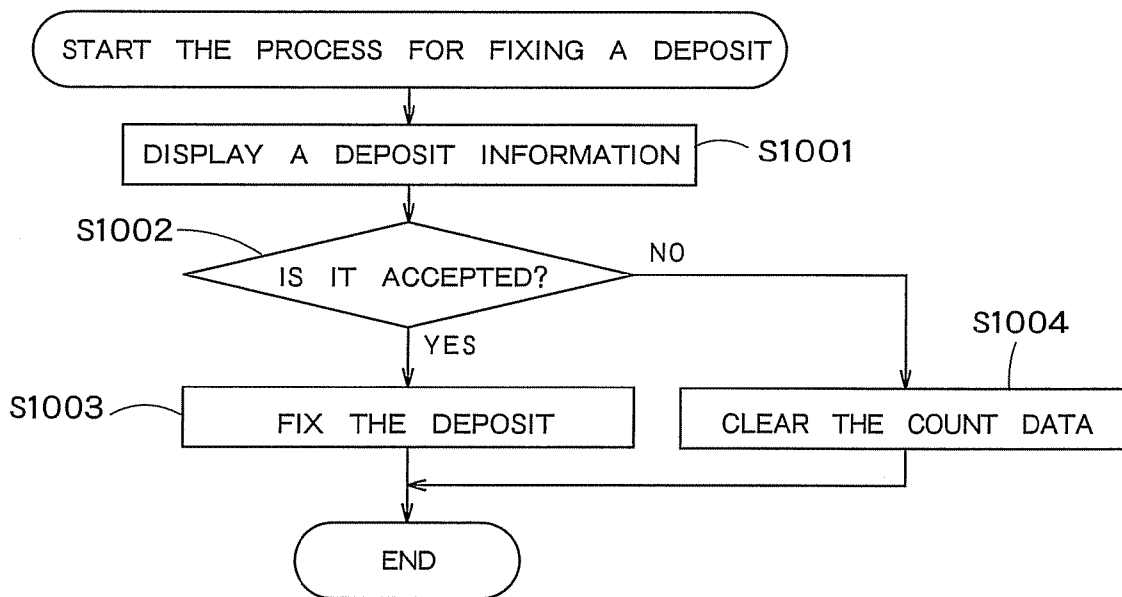 START THE PROCESS FOR FIXING A DEPOSIT
DISPLAY A DEPOSIT INFORMATION
S1001
S1002
IS IT ACCEPTED?
NO
YES
S1004
S1003
FIX THE DEPOSIT
CLEAR THE COUNT DATA
END